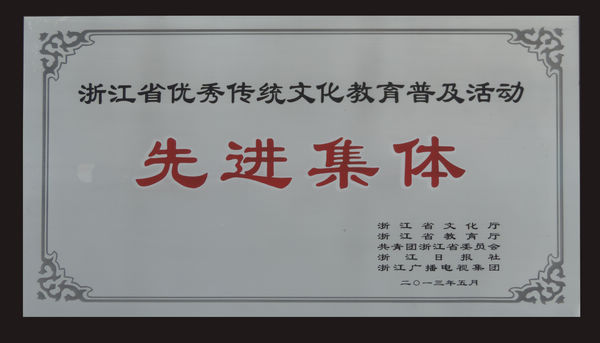 浙江省优秀传统文化教育普及活动
先进集体
浙江省文化厅
浙江省教育厅
共青团浙江省委员会
浙江日报社
浙江广播电视集团
二〇一三年五月